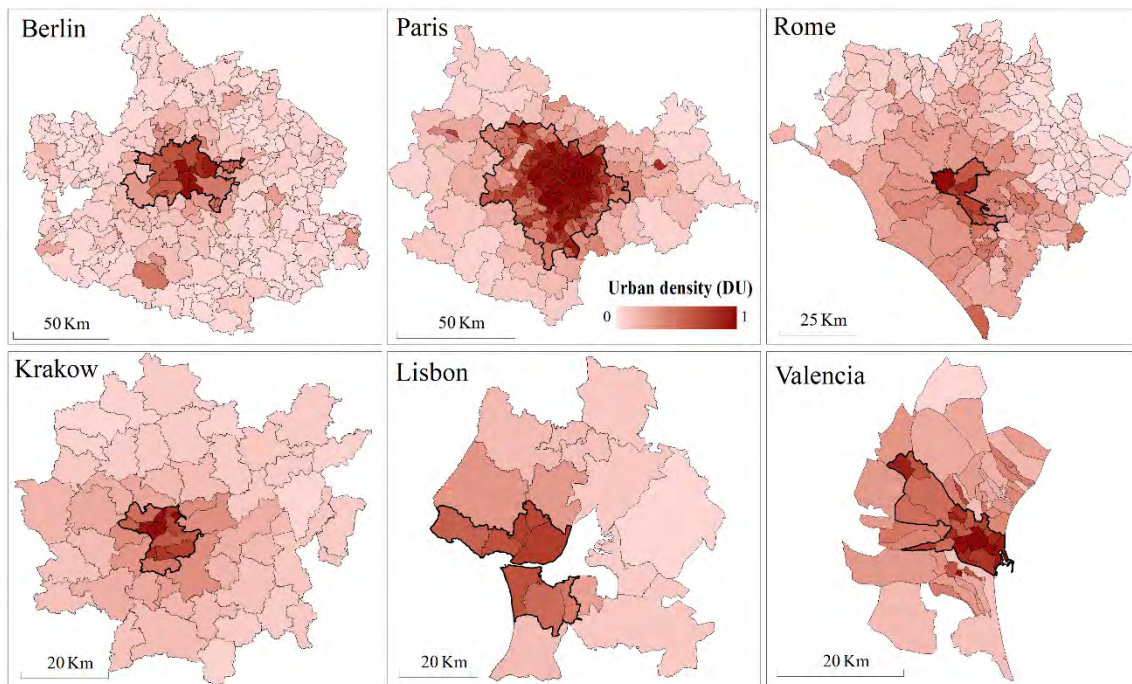 Berlin
50 Km
Paris
Urban density (DU)
0 1
50 Km
Rome
25 Km
Krakow
20 Km
Lisbon
20 Km
Valencia
20 Km